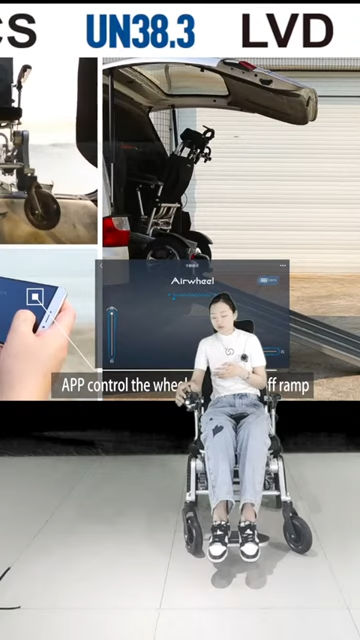 CS UN38.3 LVD
Airwheel
APP control the whee ff ramp